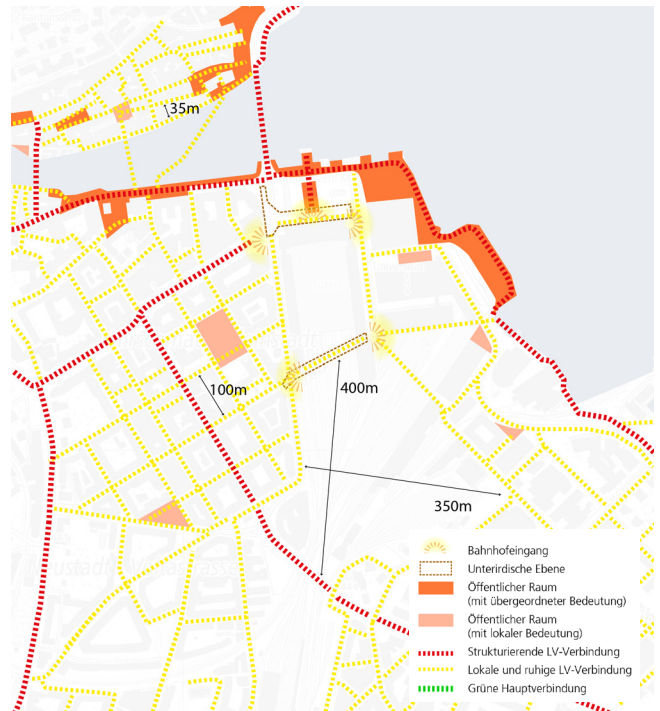 35m
100m
400m
350m
Bahnhofeingang
Unterirdische Ebene
Öffentlicher Raum
(mit übergeordneter Bedeutung)
Öffentlicher Raum
(mit lokaler Bedeutung)
Strukturierende LV-Verbindung
Lokale und ruhige LV-Verbindung
Grüne Hauptverbindung